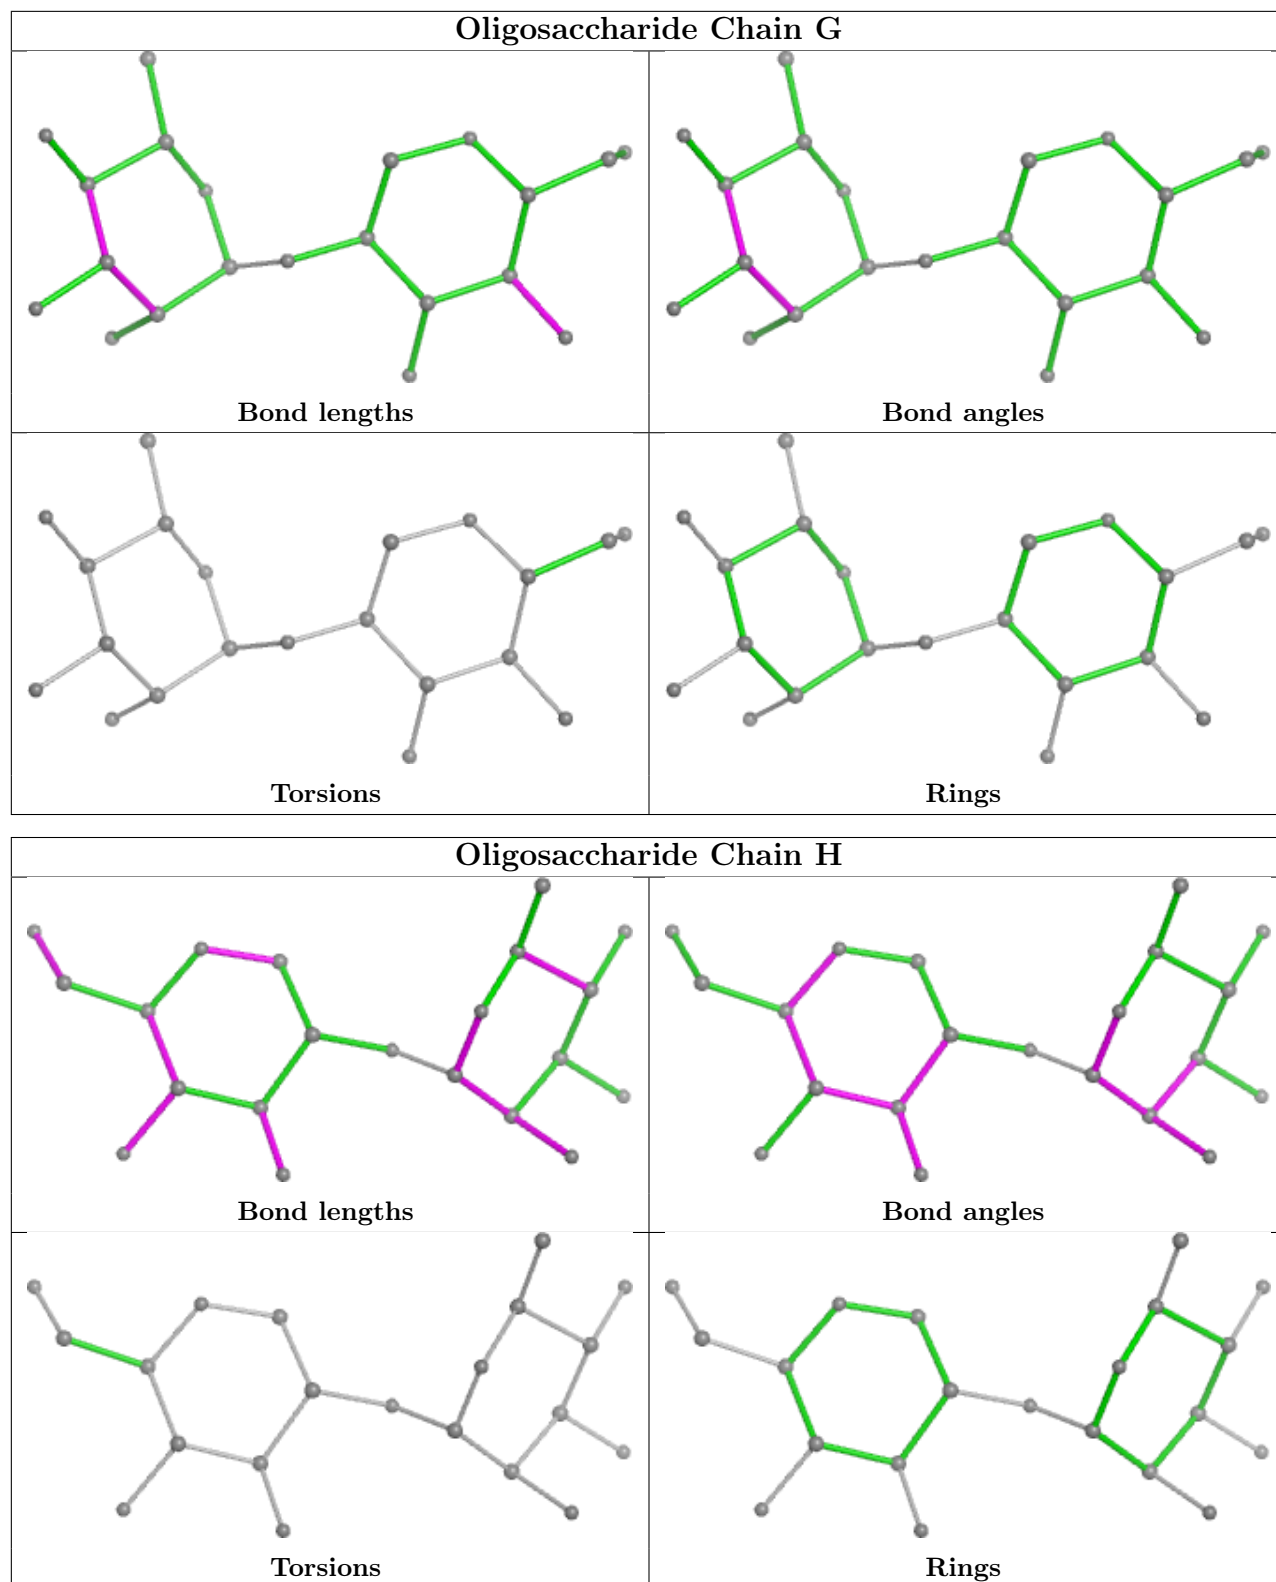 Oligosaccharide Chain G
Bond lengths
Bond angles
Torsions
Rings
Oligosaccharide Chain H
Bond lengths
Bond angles
Torsions
Rings